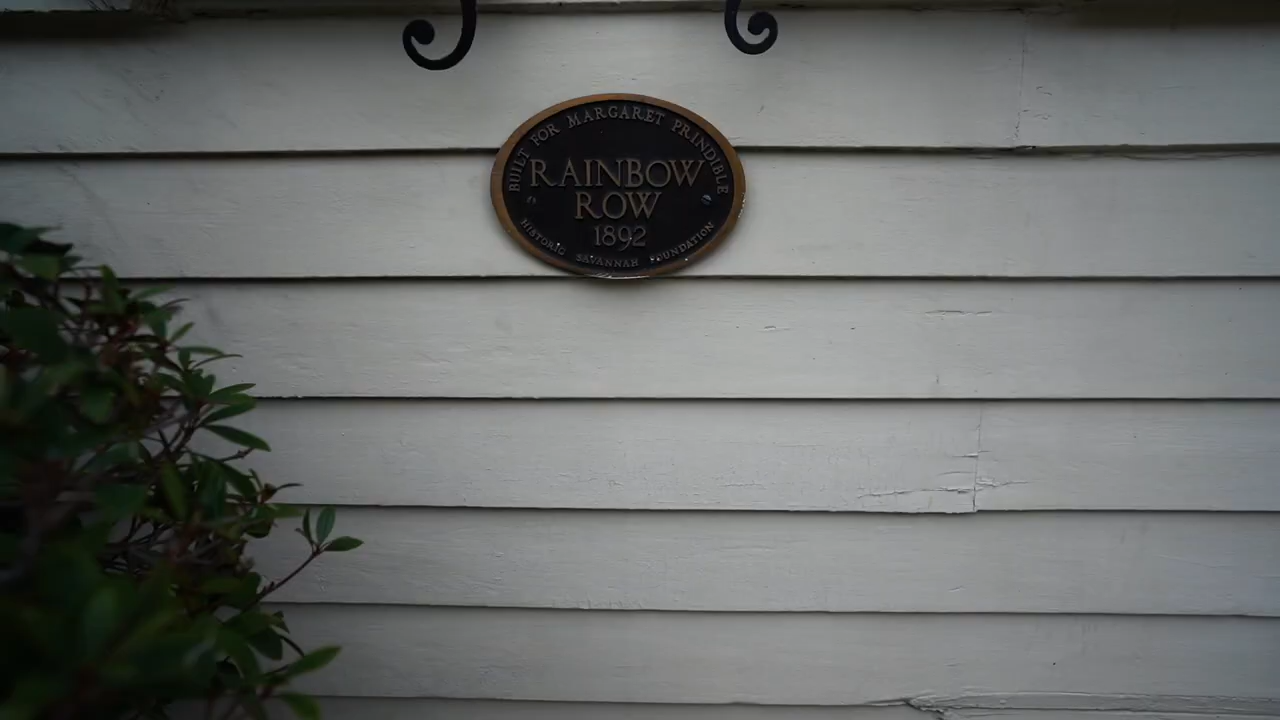 BUILT FOR MARGARET PRINDIBLE
RAINBOW
ROW
1892
HISTORIC SAVANNAH FOUNDATION